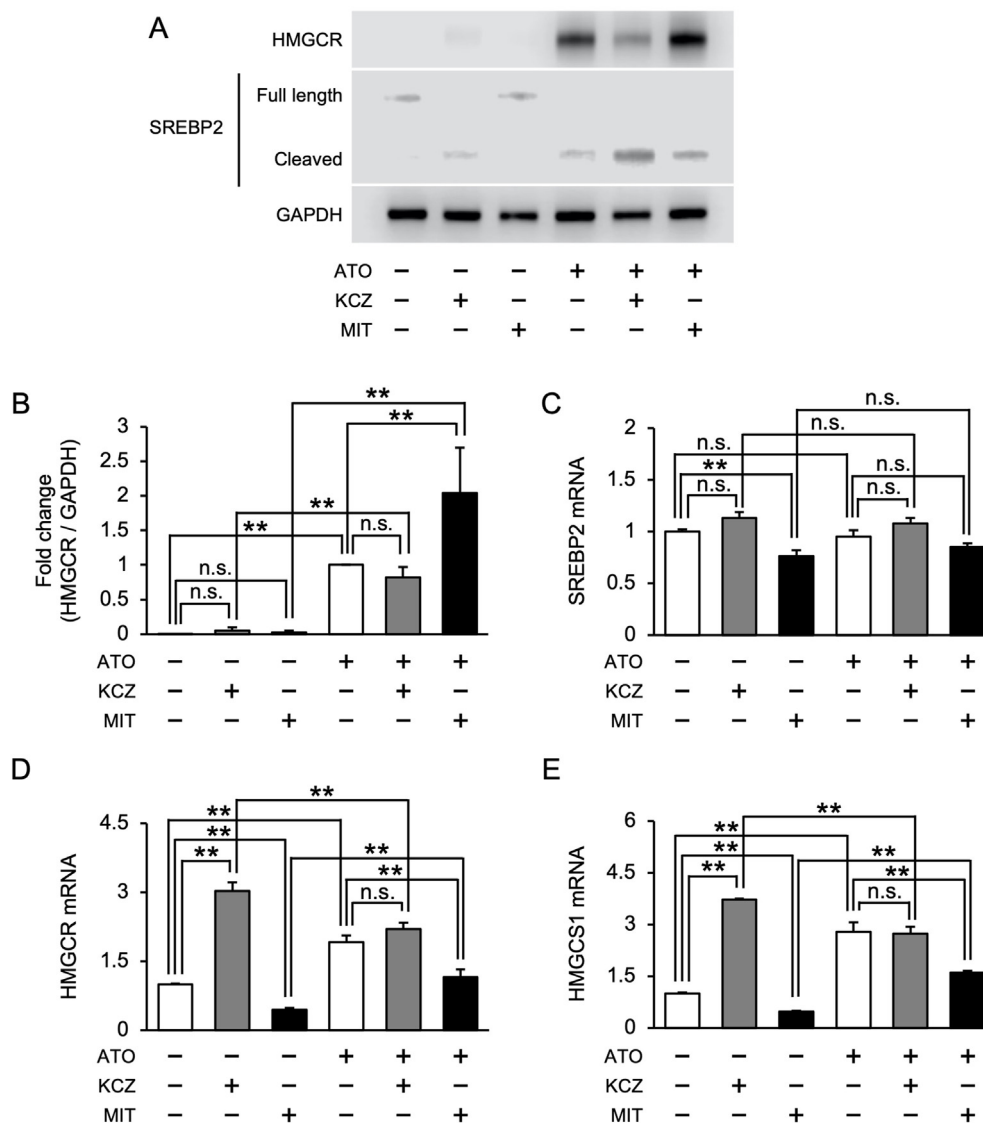 A
HMGCR
Full length
SREBP2
Cleaved
GAPDH
ATO − − − + + +
KCZ − + − − + −
MIT − − + − − +
B
Fold change
(HMGCR / GAPDH)
3
2.5
2
1.5
1
0.5
0
**
**
**
**
n.s.
n.s.
n.s.
ATO − − − + + +
KCZ − + − − + −
MIT − − + − − +
C
SREBP2 mRNA
2
1.5
1
0.5
0
n.s.
n.s.
n.s.
**
n.s.
n.s.
n.s.
ATO − − − + + +
KCZ − + − − + −
MIT − − + − − +
D
HMGCR mRNA
4.5
3
1.5
0
**
**
**
**
**
**
n.s.
ATO − − − + + +
KCZ − + − − + −
MIT − − + − − +
E
HMGCS1 mRNA
6
4.5
3
1.5
0
**
**
**
**
**
**
n.s.
ATO − − − + + +
KCZ − + − − + −
MIT − − + − − +